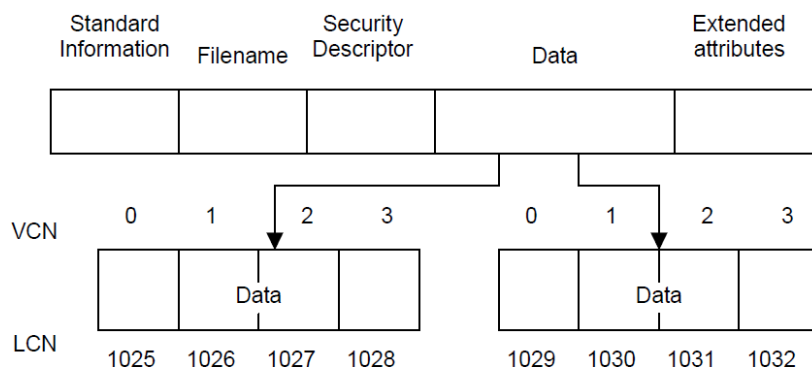 Standard Information
Filename
Security Descriptor
Data
Extended attributes
VCN 0 1 2 3 0 1 2 3
Data Data
LCN 1025 1026 1027 1028 1029 1030 1031 1032